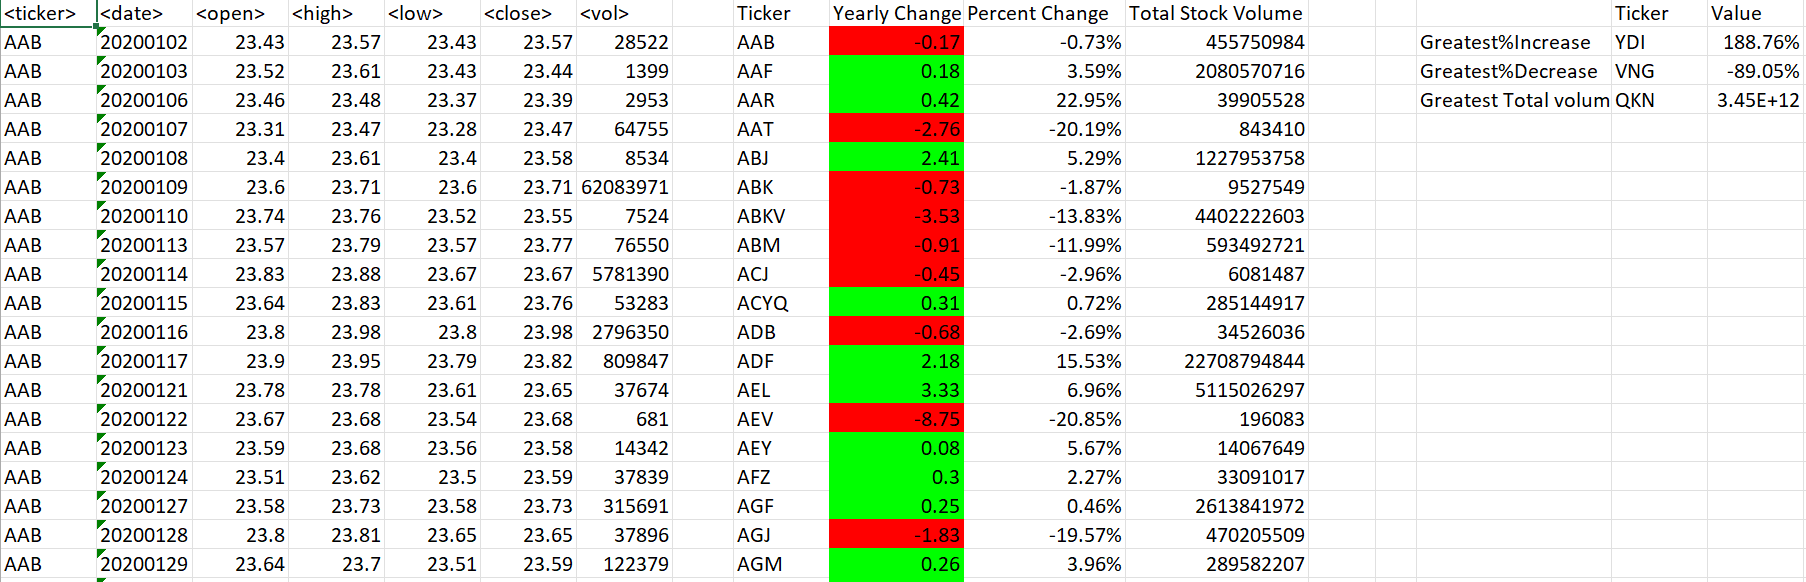 <ticker> <date> <open> <high> <low> <close> <vol> Ticker Yearly Change Percent Change Total Stock Volume Ticker Value
AAB 20200102 23.43 23.57 23.43 23.57 28522 AAB -0.17 -0.73% 455750984 Greatest%Increase YDI 188.76%
AAB 20200103 23.52 23.61 23.43 23.44 1399 AAF 0.18 3.59% 2080570716 Greatest%Decrease VNG -89.05%
AAB 20200106 23.46 23.48 23.37 23.39 2953 AAR 0.42 22.95% 39905528 Greatest Total volum QKN 3.45E+12
AAB 20200107 23.31 23.47 23.28 23.47 64755 AAT -2.76 -20.19% 843410
AAB 20200108 23.4 23.61 23.4 23.58 8534 ABJ 2.41 5.29% 1227953758
AAB 20200109 23.6 23.71 23.6 23.71 62083971 ABK -0.73 -1.87% 9527549
AAB 20200110 23.74 23.76 23.52 23.55 7524 ABKV -3.53 -13.83% 4402222603
AAB 20200113 23.57 23.79 23.57 23.77 76550 ABM -0.91 -11.99% 593492721
AAB 20200114 23.83 23.88 23.67 23.67 5781390 ACJ -0.45 -2.96% 6081487
AAB 20200115 23.64 23.83 23.61 23.76 53283 ACYQ 0.31 0.72% 285144917
AAB 20200116 23.8 23.98 23.8 23.98 2796350 ADB -0.68 -2.69% 34526036
AAB 20200117 23.9 23.95 23.79 23.82 809847 ADF 2.18 15.53% 22708794844
AAB 20200121 23.78 23.78 23.61 23.65 37674 AEL 3.33 6.96% 5115026297
AAB 20200122 23.67 23.68 23.54 23.68 681 AEV -8.75 -20.85% 196083
AAB 20200123 23.59 23.68 23.56 23.58 14342 AEY 0.08 5.67% 14067649
AAB 20200124 23.51 23.62 23.5 23.59 37839 AFZ 0.3 2.27% 33091017
AAB 20200127 23.58 23.73 23.58 23.73 315691 AGF 0.25 0.46% 2613841972
AAB 20200128 23.8 23.81 23.65 23.65 37896 AGJ -1.83 -19.57% 470205509
AAB 20200129 23.64 23.7 23.51 23.59 122379 AGM 0.26 3.96% 289582207